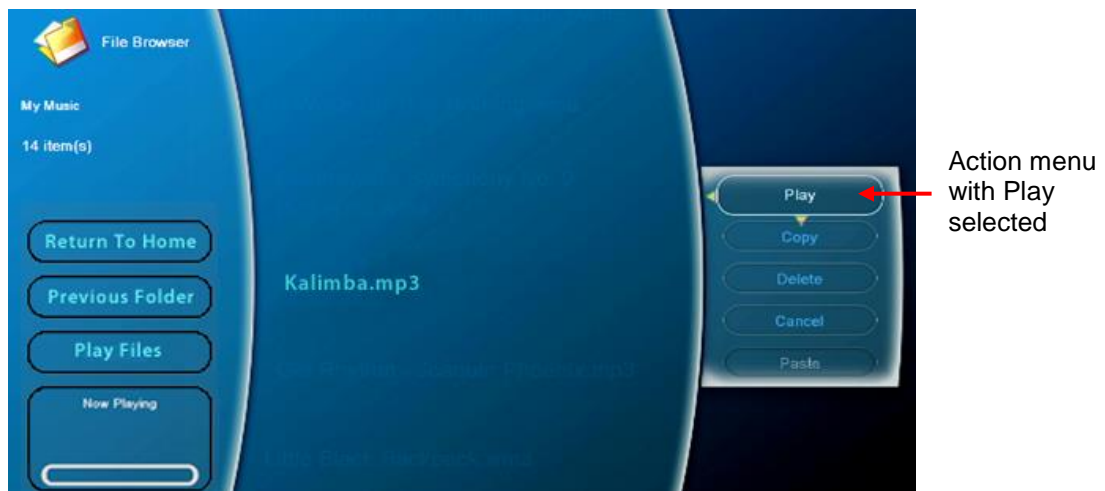 File Browser
My Music
14 item(s)
Return To Home
Previous Folder
Play Files
Now Playing
Kalimba.mp3
Play
Copy
Delete
Cancel
Paste
Action menu
with Play
selected